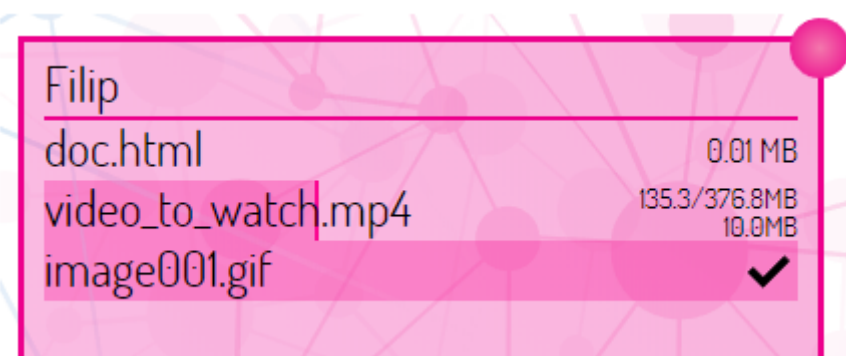 Filip
doc.html 0.01 MB
video_to_watch.mp4 135.3/376.8MB
10.0MB
image001.gif